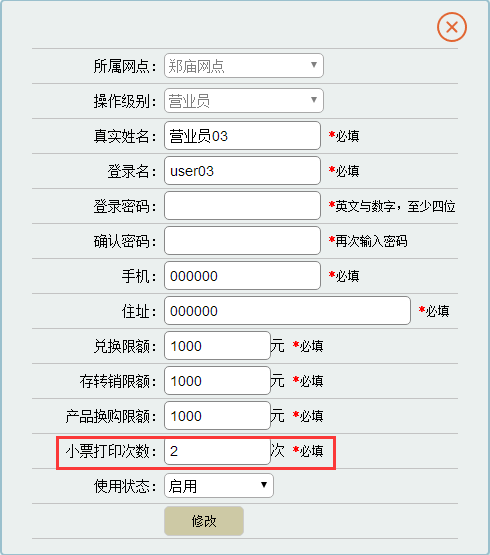 所属网点: 郑庙网点
操作级别: 营业员
真实姓名: 营业员03 *必填
登录名: user03 *必填
登录密码: *英文与数字，至少四位
确认密码: *再次输入密码
手机: 000000 *必填
住址: 000000 *必填
兑换限额: 1000 元 *必填
存转销限额: 1000 元 *必填
产品换购限额: 1000 元 *必填
小票打印次数: 2 次 *必填
使用状态: 启用
修改